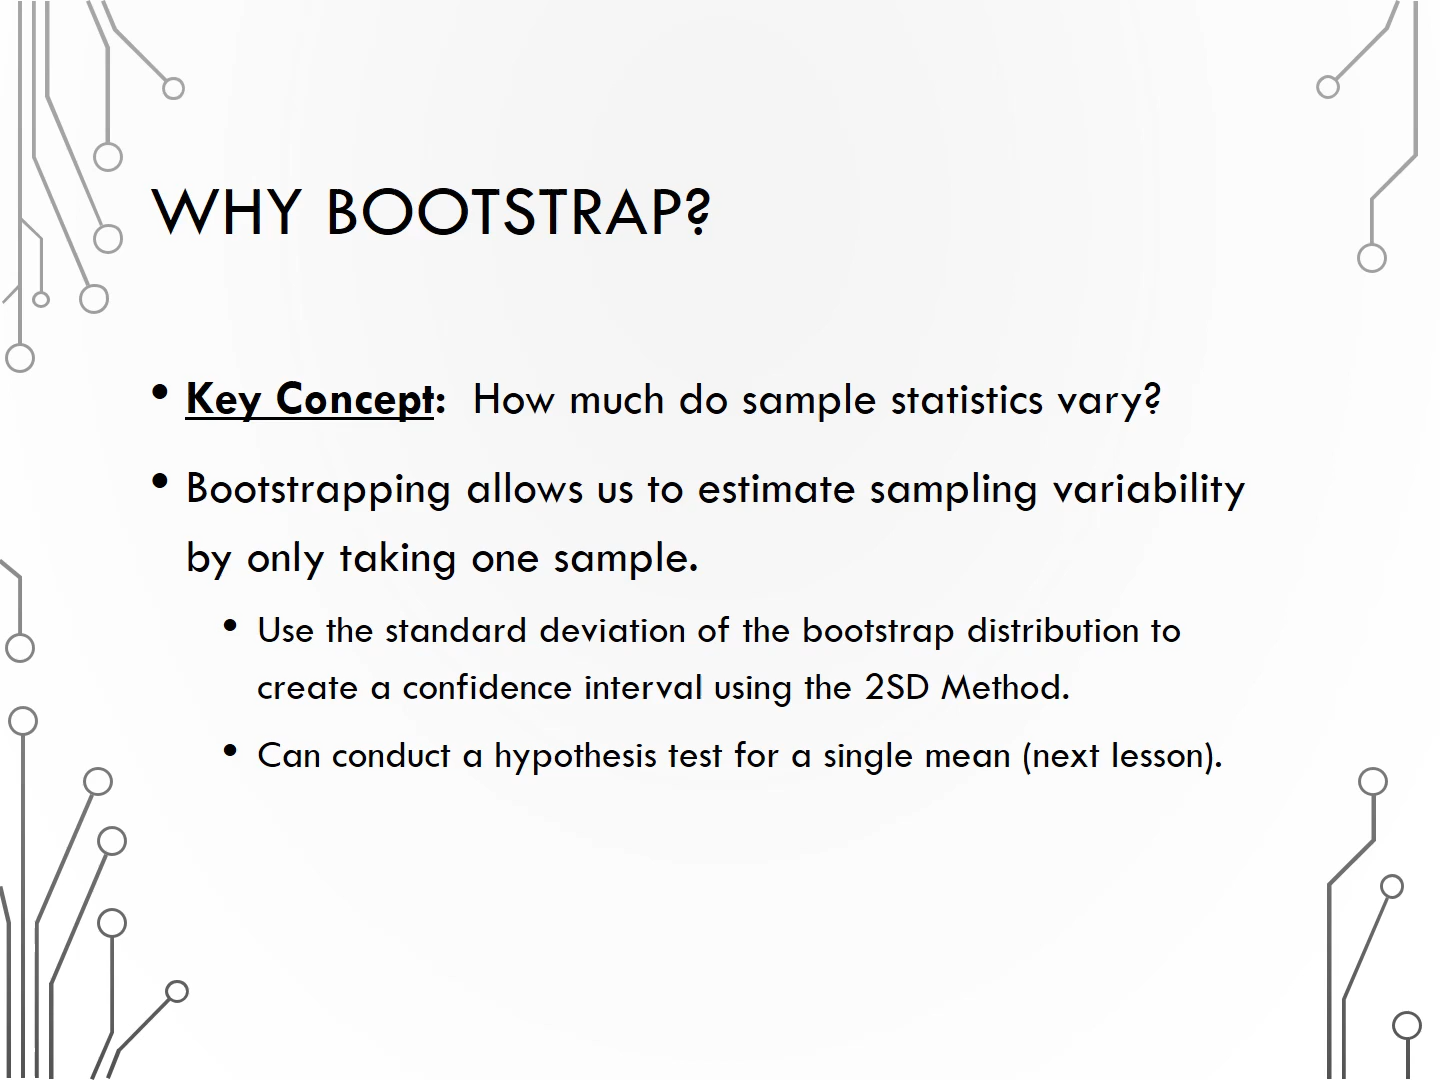 WHY BOOTSTRAP?
• Key Concept:  How much do sample statistics vary?
• Bootstrapping allows us to estimate sampling variability
by only taking one sample.
• Use the standard deviation of the bootstrap distribution to
create a confidence interval using the 2SD Method.
• Can conduct a hypothesis test for a single mean (next lesson).